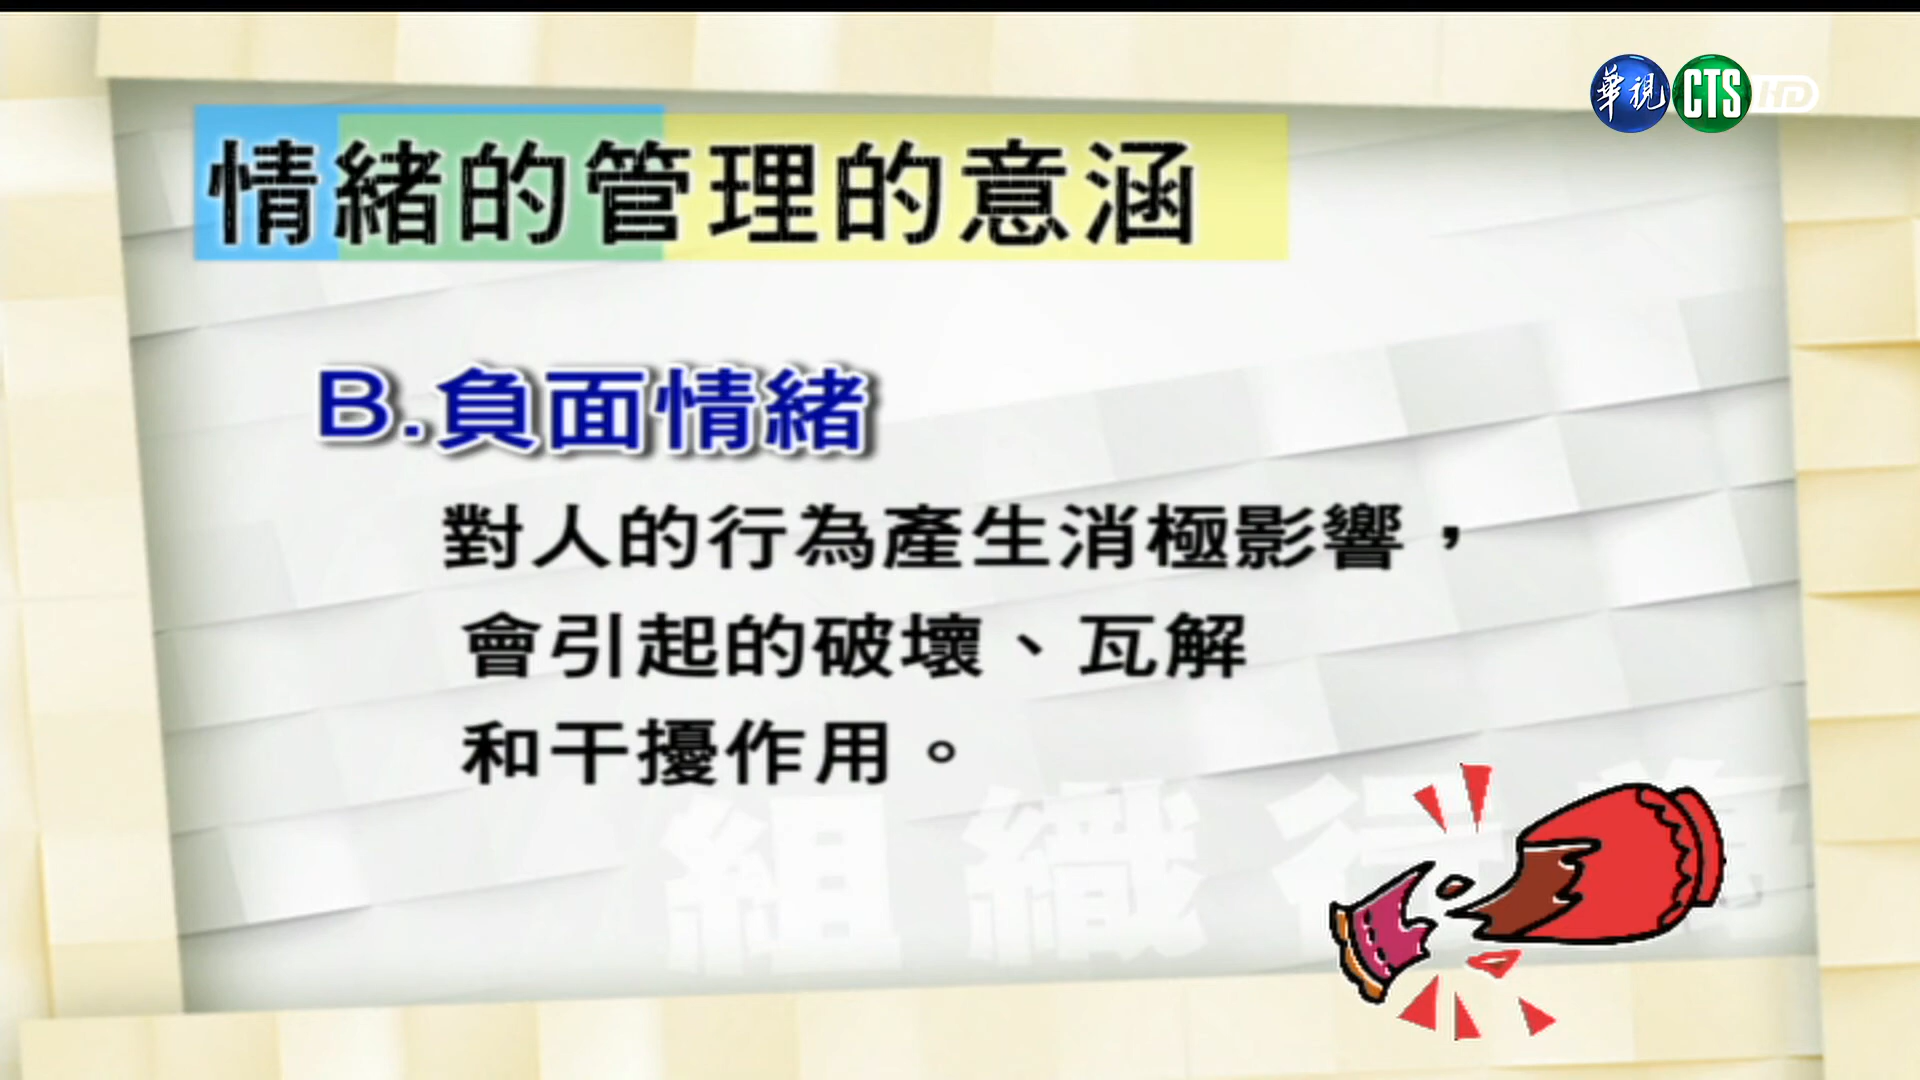 華視 CTS HD
情緒的管理的意涵
B.負面情緒
對人的行為產生消極影響，
會引起的破壞、瓦解
和干擾作用。
組織行為